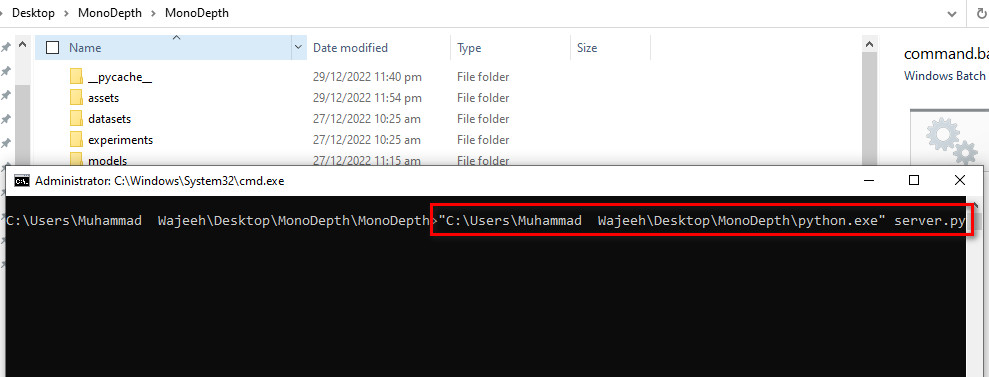 Desktop > MonoDepth > MonoDepth
Name Date modified Type Size
__pycache__ 29/12/2022 11:40 pm File folder
assets 29/12/2022 11:54 pm File folder
datasets 27/12/2022 10:25 am File folder
experiments 27/12/2022 10:25 am File folder
models 27/12/2022 11:15 am File folder
command.ba
Windows Batch
Administrator: C:\Windows\System32\cmd.exe
C:\Users\Muhammad  Wajeeh\Desktop\MonoDepth\MonoDepth>"C:\Users\Muhammad  Wajeeh\Desktop\MonoDepth\python.exe" server.py